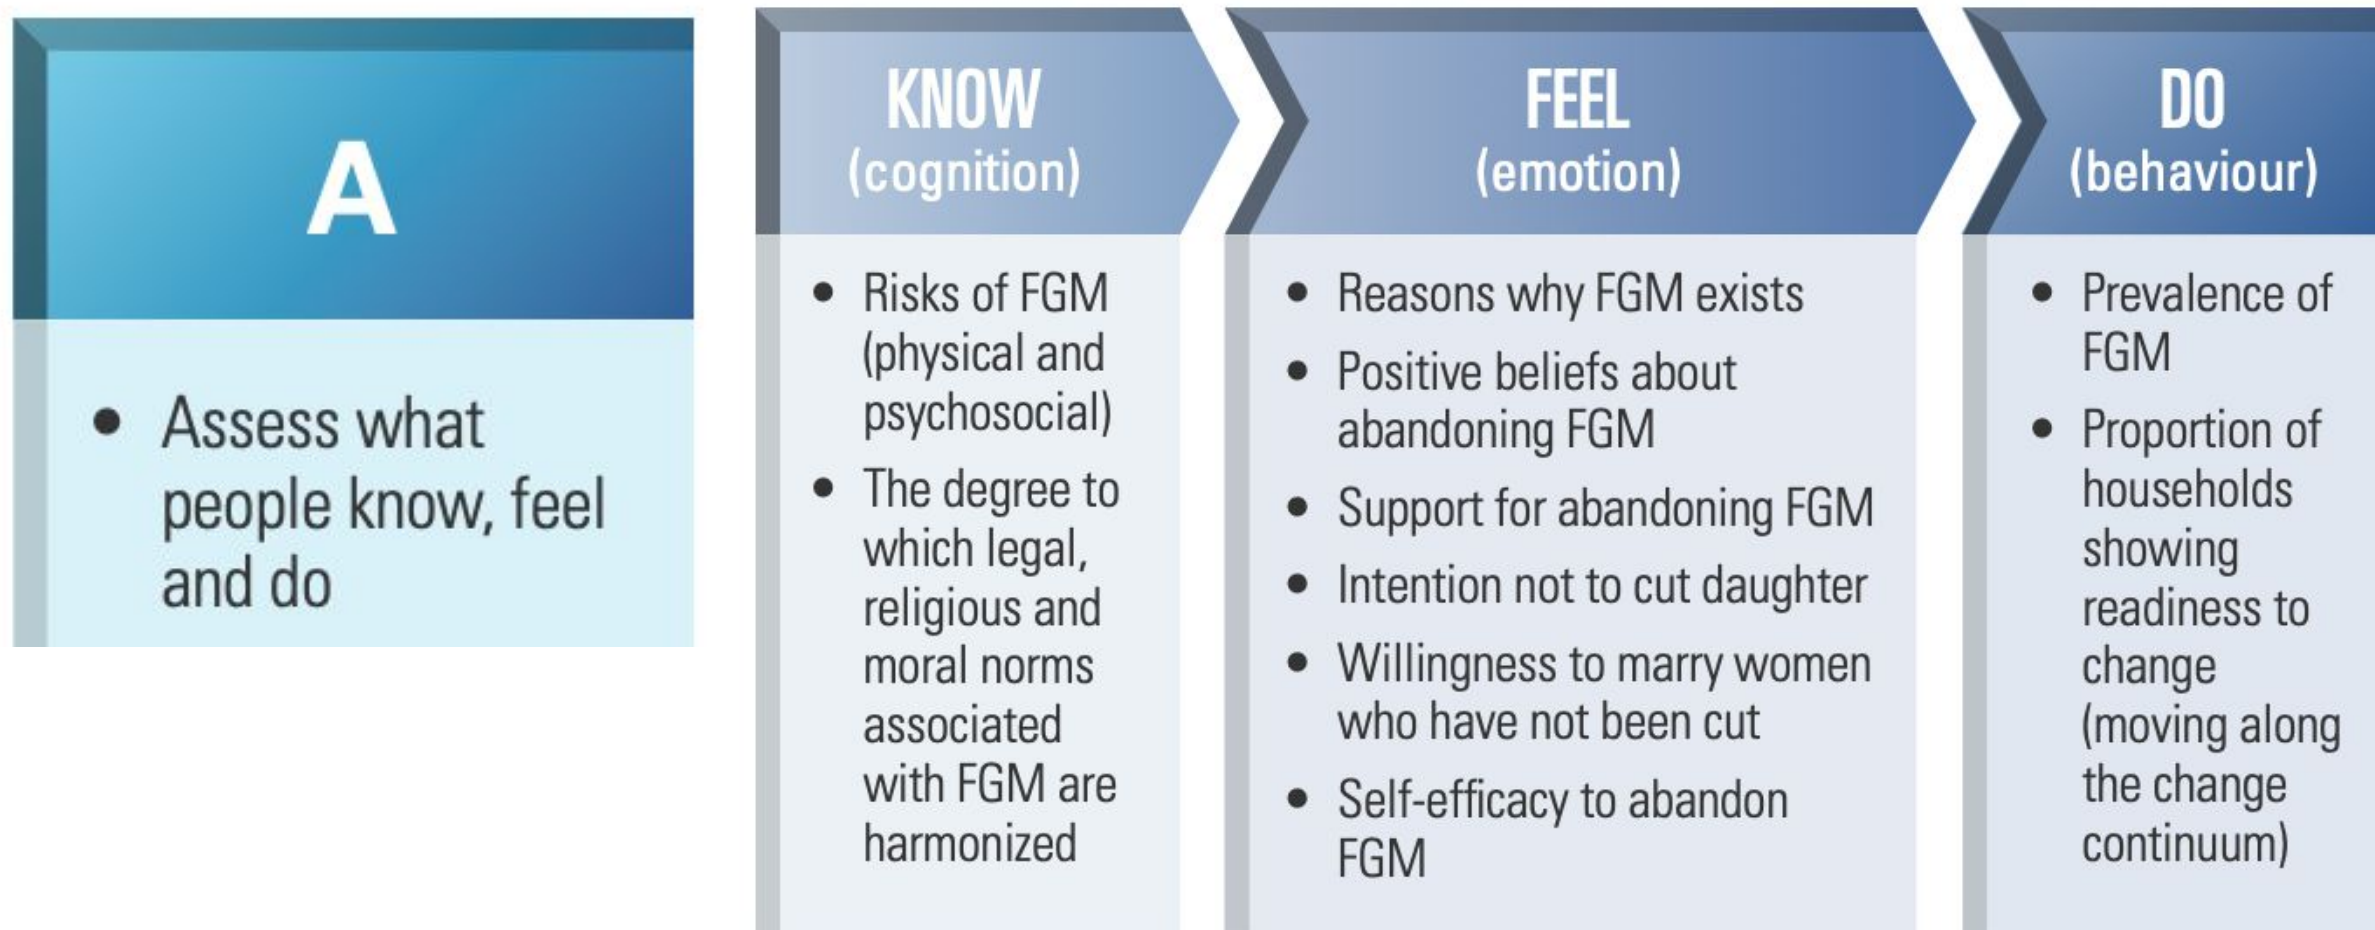 A
• Assess what
people know, feel
and do
KNOW
(cognition)
• Risks of FGM
(physical and
psychosocial)
• The degree to
which legal,
religious and
moral norms
associated
with FGM are
harmonized
FEEL
(emotion)
• Reasons why FGM exists
• Positive beliefs about
abandoning FGM
• Support for abandoning FGM
• Intention not to cut daughter
• Willingness to marry women
who have not been cut
• Self-efficacy to abandon
FGM
DO
(behaviour)
• Prevalence of
FGM
• Proportion of
households
showing
readiness to
change
(moving along
the change
continuum)